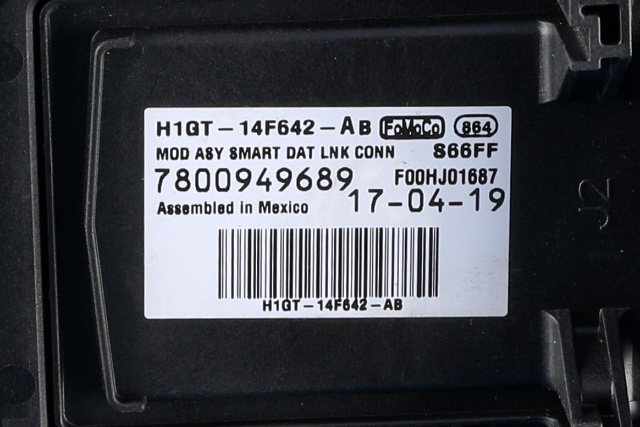 H1GT-14F642-AB FoMoCo 864
MOD ASY SMART DAT LNK CONN S66FF
7800949689 F00HJ01687
Assembled in Mexico 17-04-19
H1GT-14F642-AB
J2